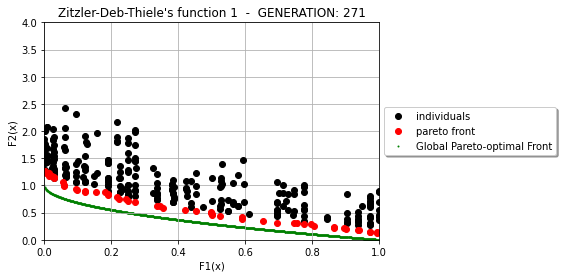 Zitzler-Deb-Thiele's function 1 - GENERATION: 271
4.0
3.5
3.0
2.5
2.0
1.5
1.0
0.5
0.0
F2(x)
0.0 0.2 0.4 0.6 0.8 1.0
F1(x)
individuals
pareto front
Global Pareto-optimal Front